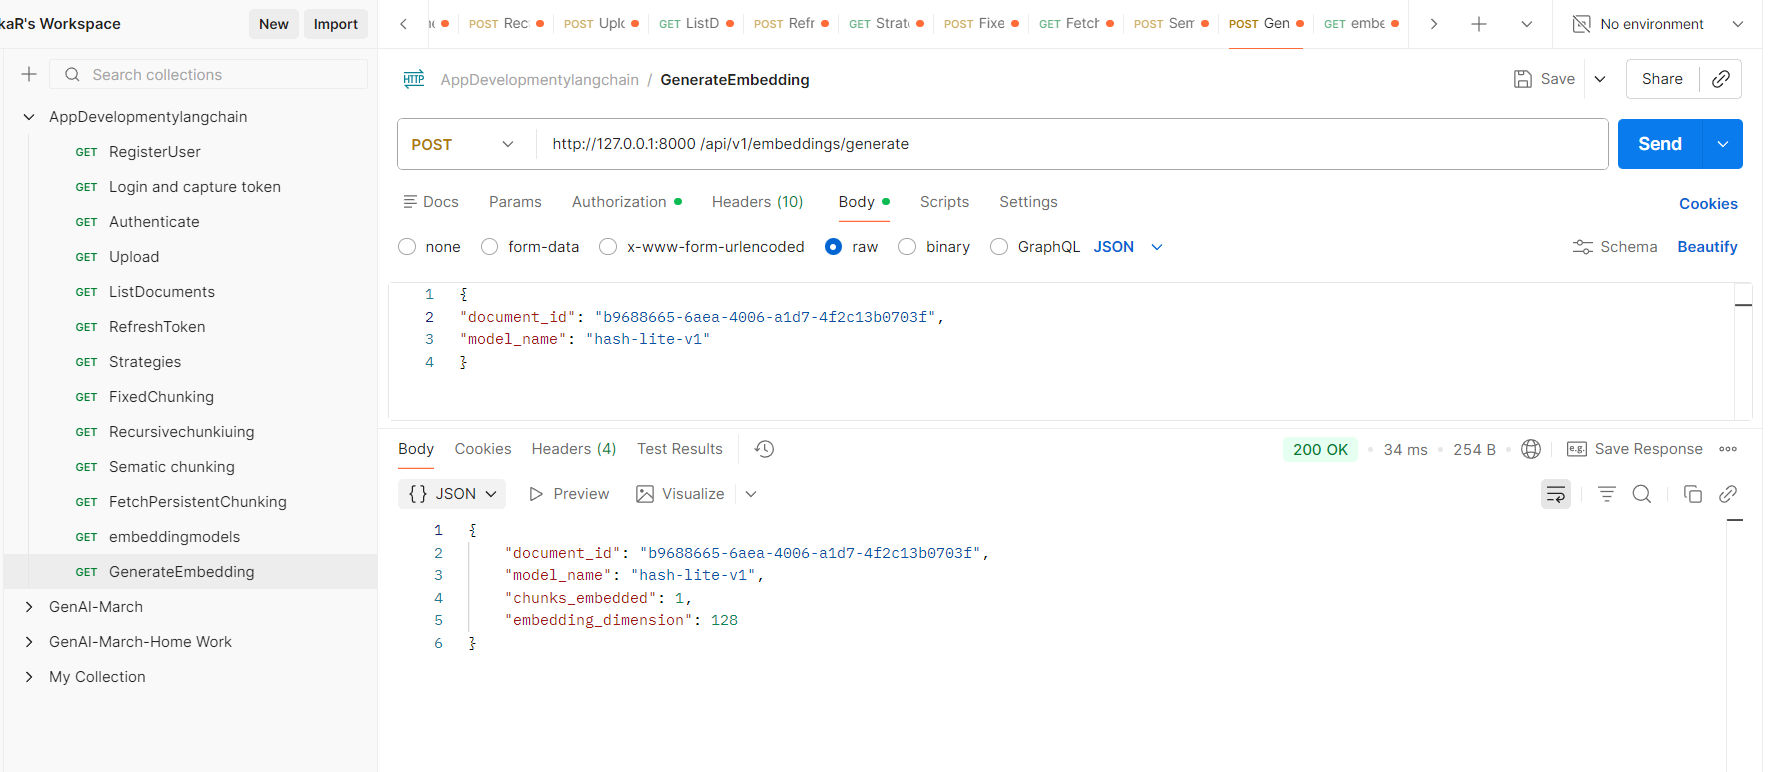 kaR's Workspace New Import
POST Rec POST Uplo GET ListD POST Refr GET Strate POST Fixe GET Fetch POST Sem POST Gen GET embe No environment
Search collections
AppDevelopmentylangchain
GET RegisterUser
GET Login and capture token
GET Authenticate
GET Upload
GET ListDocuments
GET RefreshToken
GET Strategies
GET FixedChunking
GET Recursivechunkiuing
GET Sematic chunking
GET FetchPersistentChunking
GET embeddingmodels
GET GenerateEmbedding
GenAI-March
GenAI-March-Home Work
My Collection
HTTP AppDevelopmentylangchain / GenerateEmbedding Save Share
POST http://127.0.0.1:8000 /api/v1/embeddings/generate Send
Docs Params Authorization Headers (10) Body Scripts Settings Cookies
none form-data x-www-form-urlencoded raw binary GraphQL JSON Schema Beautify
1 {
2 "document_id": "b9688665-6aea-4006-a1d7-4f2c13b0703f",
3 "model_name": "hash-lite-v1"
4 }
Body Cookies Headers (4) Test Results 200 OK 34 ms 254 B e.g. Save Response
{} JSON Preview Visualize
1 {
2 "document_id": "b9688665-6aea-4006-a1d7-4f2c13b0703f",
3 "model_name": "hash-lite-v1",
4 "chunks_embedded": 1,
5 "embedding_dimension": 128
6 }